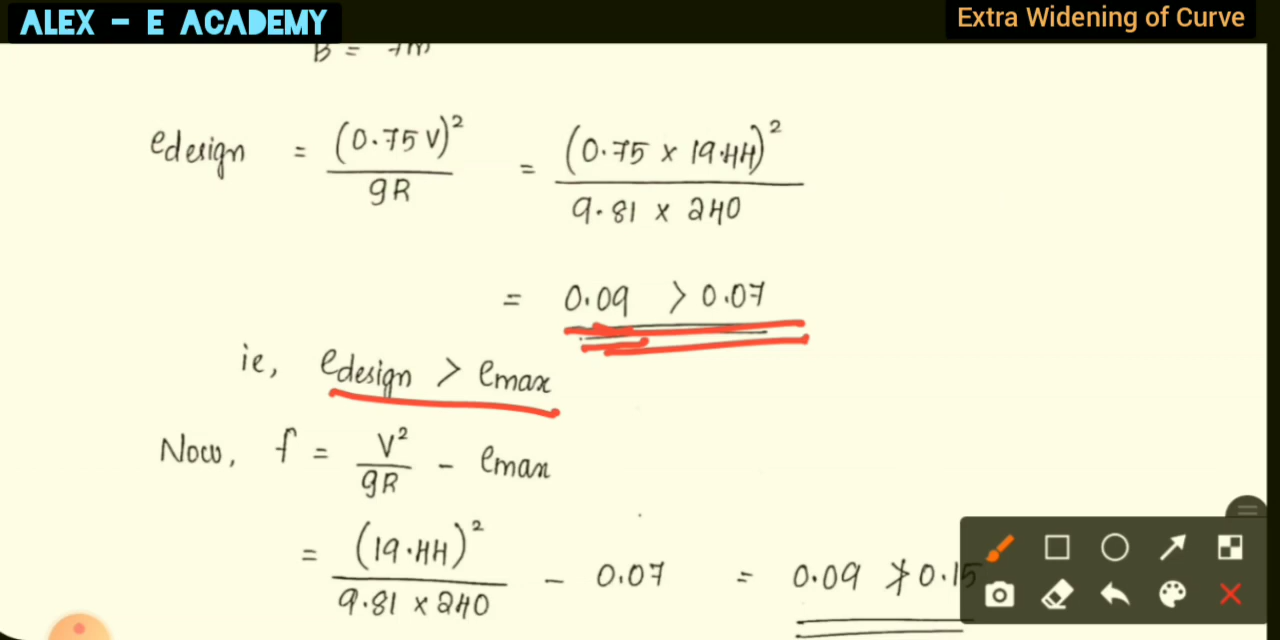 ALEX - E ACADEMY
Extra Widening of Curve
B = 7m
edesign = (0.75 V)² / gR = (0.75 x 19.44)² / 9.81 x 240
= 0.09 > 0.07
ie, edesign > emax
Now, f = V² / gR - emax
= (19.44)² / 9.81 x 240 - 0.07 = 0.09 ≯ 0.15